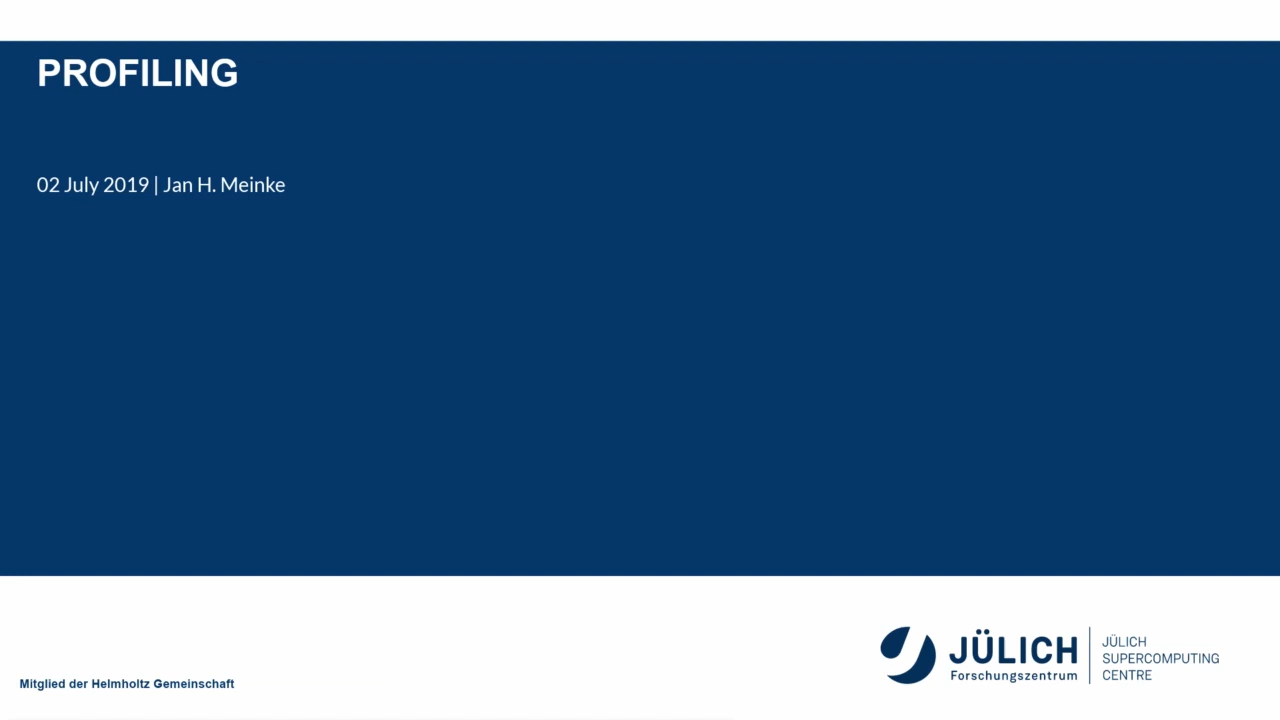 PROFILING
02 July 2019 | Jan H. Meinke
Mitglied der Helmholtz Gemeinschaft
JÜLICH
Forschungszentrum
JÜLICH
SUPERCOMPUTING
CENTRE